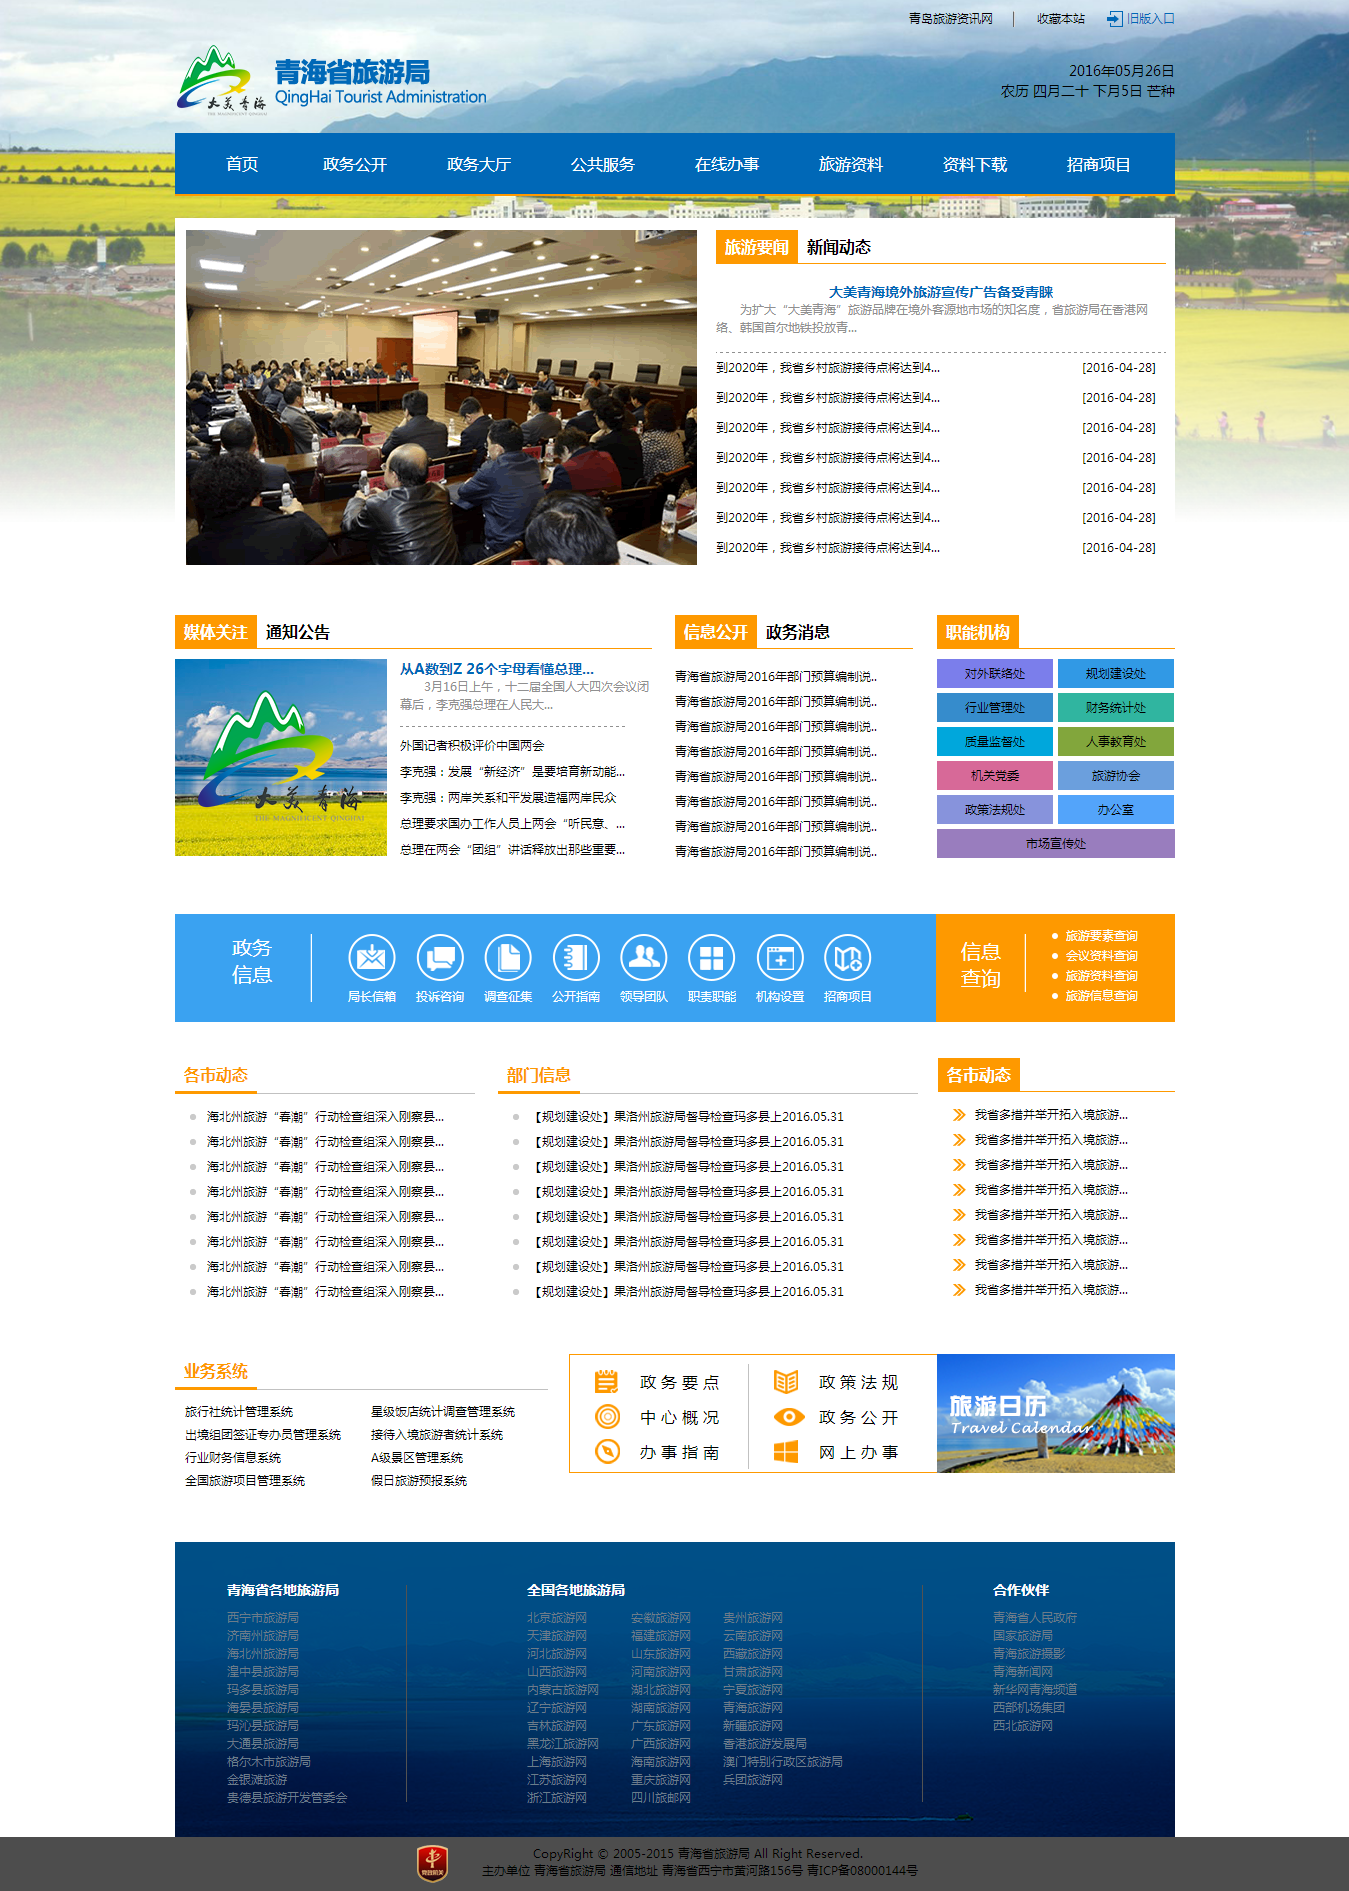 青岛旅游资讯网 收藏本站 旧版入口
青海省旅游局
QingHai Tourist Administration
大美青海
THE MAGNIFICENT QINGHAI
2016年05月26日
农历 四月二十 下月5日 芒种
首页 政务公开 政务大厅 公共服务 在线办事 旅游资料 资料下载 招商项目
旅游要闻 新闻动态
大美青海境外旅游宣传广告备受青睐
为扩大“大美青海”旅游品牌在境外客源地市场的知名度，省旅游局在香港网
络、韩国首尔地铁投放青...
到2020年，我省乡村旅游接待点将达到4... [2016-04-28]
到2020年，我省乡村旅游接待点将达到4... [2016-04-28]
到2020年，我省乡村旅游接待点将达到4... [2016-04-28]
到2020年，我省乡村旅游接待点将达到4... [2016-04-28]
到2020年，我省乡村旅游接待点将达到4... [2016-04-28]
到2020年，我省乡村旅游接待点将达到4... [2016-04-28]
到2020年，我省乡村旅游接待点将达到4... [2016-04-28]
媒体关注 通知公告
大美青海
THE MAGNIFICENT QINGHAI
从A数到Z 26个字母看懂总理...
3月16日上午，十二届全国人大四次会议闭
幕后，李克强总理在人民大...
外国记者积极评价中国两会
李克强：发展“新经济”是要培育新动能...
李克强：两岸关系和平发展造福两岸民众
总理要求国办工作人员上两会“听民意、...
总理在两会“团组”讲话释放出那些重要...
信息公开 政务消息
青海省旅游局2016年部门预算编制说..
青海省旅游局2016年部门预算编制说..
青海省旅游局2016年部门预算编制说..
青海省旅游局2016年部门预算编制说..
青海省旅游局2016年部门预算编制说..
青海省旅游局2016年部门预算编制说..
青海省旅游局2016年部门预算编制说..
青海省旅游局2016年部门预算编制说..
职能机构
对外联络处 规划建设处
行业管理处 财务统计处
质量监督处 人事教育处
机关党委 旅游协会
政策法规处 办公室
市场宣传处
政务
信息
局长信箱 投诉咨询 调查征集 公开指南 领导团队 职责职能 机构设置 招商项目
信息
查询
旅游要素查询
会议资料查询
旅游资料查询
旅游信息查询
各市动态
海北州旅游“春潮”行动检查组深入刚察县...
海北州旅游“春潮”行动检查组深入刚察县...
海北州旅游“春潮”行动检查组深入刚察县...
海北州旅游“春潮”行动检查组深入刚察县...
海北州旅游“春潮”行动检查组深入刚察县...
海北州旅游“春潮”行动检查组深入刚察县...
海北州旅游“春潮”行动检查组深入刚察县...
海北州旅游“春潮”行动检查组深入刚察县...
部门信息
【规划建设处】果洛州旅游局督导检查玛多县上2016.05.31
【规划建设处】果洛州旅游局督导检查玛多县上2016.05.31
【规划建设处】果洛州旅游局督导检查玛多县上2016.05.31
【规划建设处】果洛州旅游局督导检查玛多县上2016.05.31
【规划建设处】果洛州旅游局督导检查玛多县上2016.05.31
【规划建设处】果洛州旅游局督导检查玛多县上2016.05.31
【规划建设处】果洛州旅游局督导检查玛多县上2016.05.31
【规划建设处】果洛州旅游局督导检查玛多县上2016.05.31
各市动态
我省多措并举开拓入境旅游...
我省多措并举开拓入境旅游...
我省多措并举开拓入境旅游...
我省多措并举开拓入境旅游...
我省多措并举开拓入境旅游...
我省多措并举开拓入境旅游...
我省多措并举开拓入境旅游...
我省多措并举开拓入境旅游...
业务系统
旅行社统计管理系统 星级饭店统计调查管理系统
出境组团签证专办员管理系统 接待入境旅游者统计系统
行业财务信息系统 A级景区管理系统
全国旅游项目管理系统 假日旅游预报系统
政务要点 政策法规
中心概况 政务公开
办事指南 网上办事
旅游日历
Travel Calendar
青海省各地旅游局
西宁市旅游局
济南州旅游局
海北州旅游局
湟中县旅游局
玛多县旅游局
海晏县旅游局
玛沁县旅游局
大通县旅游局
格尔木市旅游局
金银滩旅游
贵德县旅游开发管委会
全国各地旅游局
北京旅游网 安徽旅游网 贵州旅游网
天津旅游网 福建旅游网 云南旅游网
河北旅游网 山东旅游网 西藏旅游网
山西旅游网 河南旅游网 甘肃旅游网
内蒙古旅游网 湖北旅游网 宁夏旅游网
辽宁旅游网 湖南旅游网 青海旅游网
吉林旅游网 广东旅游网 新疆旅游网
黑龙江旅游网 广西旅游网 香港旅游发展局
上海旅游网 海南旅游网 澳门特别行政区旅游局
江苏旅游网 重庆旅游网 兵团旅游网
浙江旅游网 四川旅邮网
合作伙伴
青海省人民政府
国家旅游局
青海旅游摄影
青海新闻网
新华网青海频道
西部机场集团
西北旅游网
党政机关
CopyRight © 2005-2015 青海省旅游局 All Right Reserved.
主办单位 青海省旅游局 通信地址 青海省西宁市黄河路156号 青ICP备08000144号